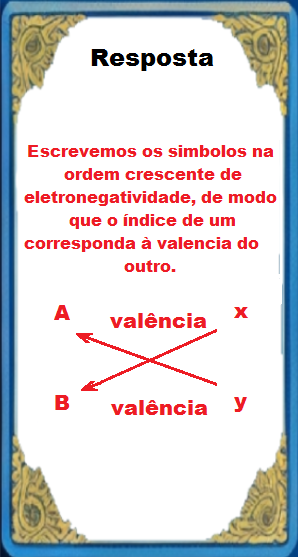 Resposta
Escrevemos os simbolos na
ordem crescente de
eletronegatividade, de modo
que o índice de um
corresponda à valencia do
outro.
A valência x
B valência y